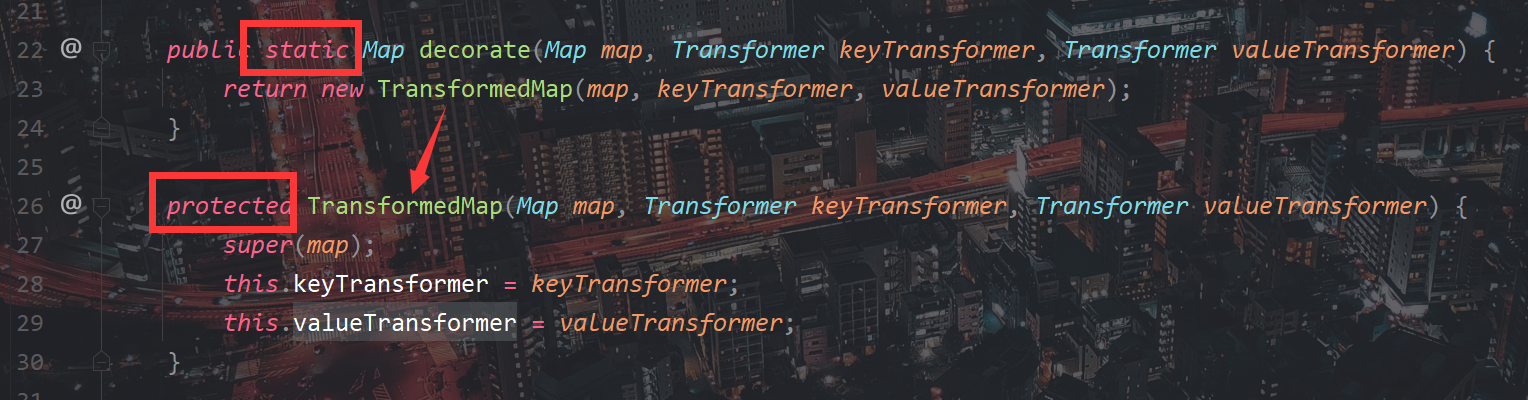 21
22 @ public static Map decorate(Map map, Transformer keyTransformer, Transformer valueTransformer) {
23 return new TransformedMap(map, keyTransformer, valueTransformer);
24 }
25
26 @ protected TransformedMap(Map map, Transformer keyTransformer, Transformer valueTransformer) {
27 super(map);
28 this.keyTransformer = keyTransformer;
29 this.valueTransformer = valueTransformer;
30 }